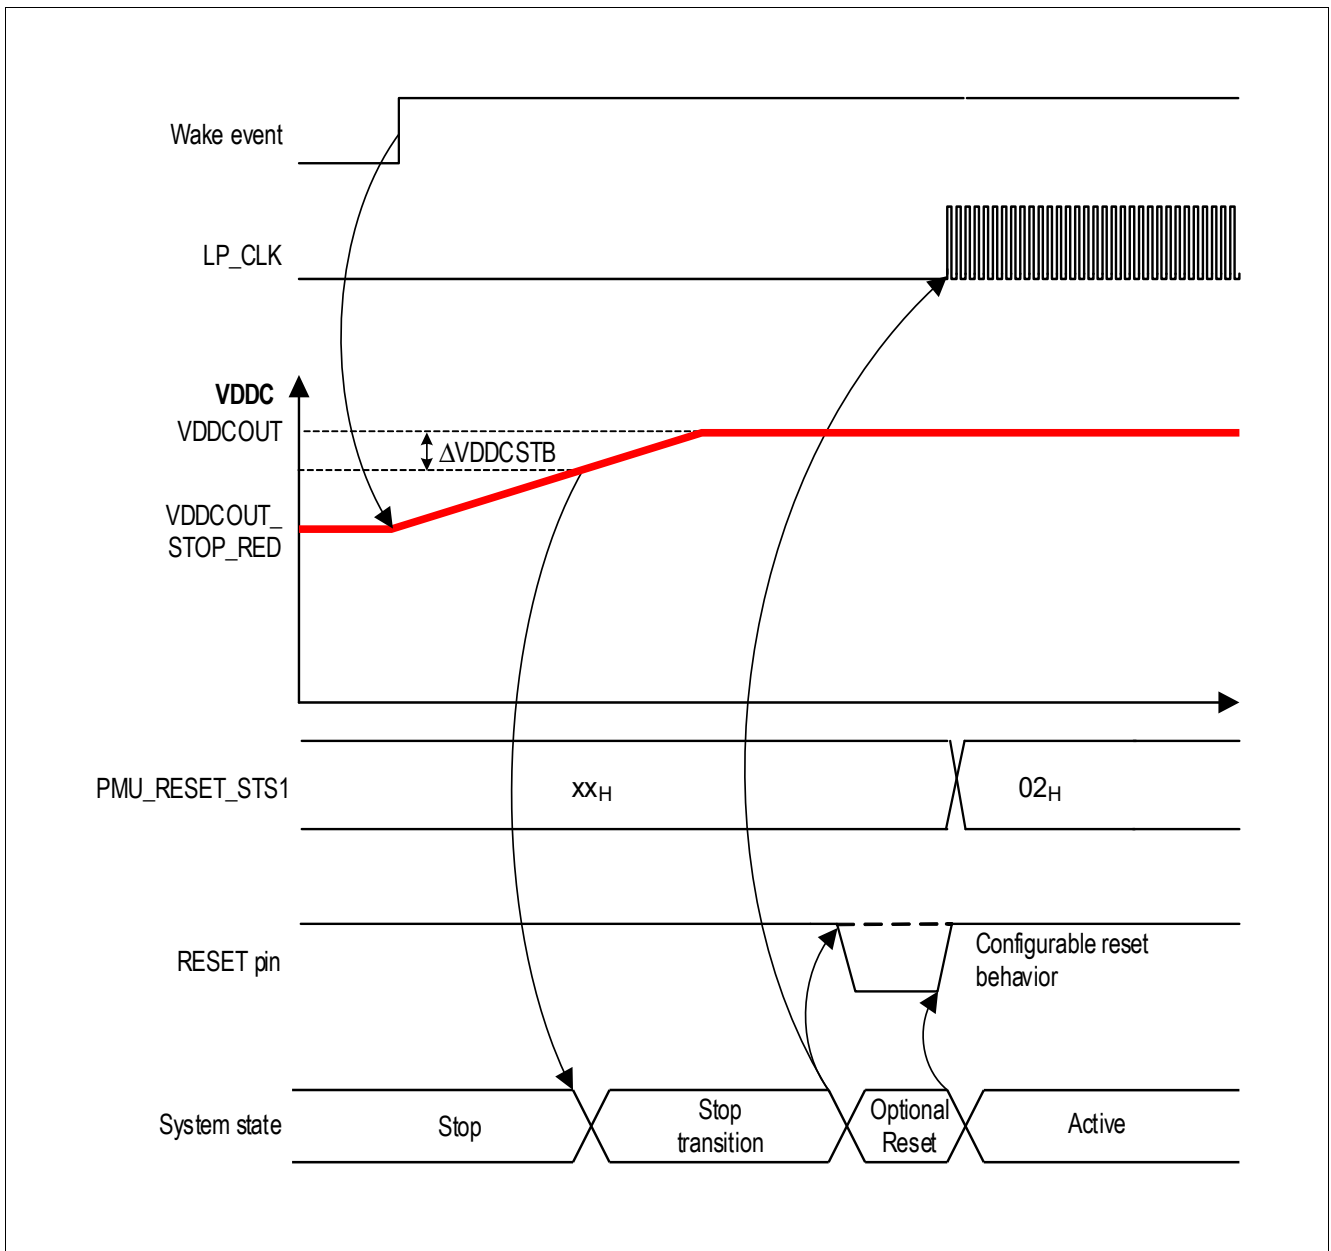 Wake event
LP_CLK
VDDC
VDDCOUT
ΔVDDCSTB
VDDCOUT_
STOP_RED
PMU_RESET_STS1
xxH
02H
RESET pin
Configurable reset
behavior
System state
Stop
Stop
transition
Optional
Reset
Active